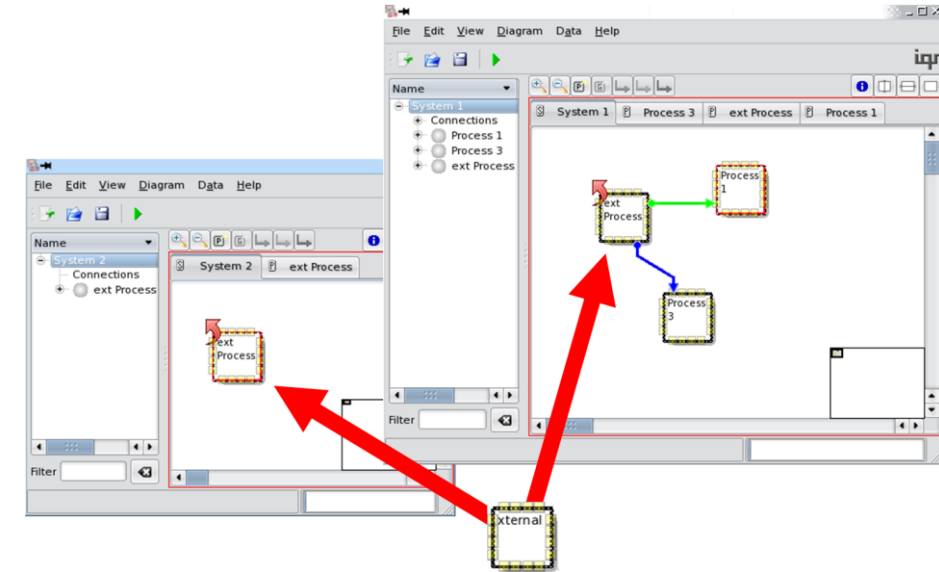 File Edit View Diagram Data Help
Name
System 1
Connections
Process 1
Process 3
ext Process
System 1 Process 3 ext Process Process 1
ext
Process
Process
1
Process
3
Filter
File Edit View Diagram Data Help
Name
System 2
Connections
ext Process
System 2 ext Process
ext
Process
Filter
xternal